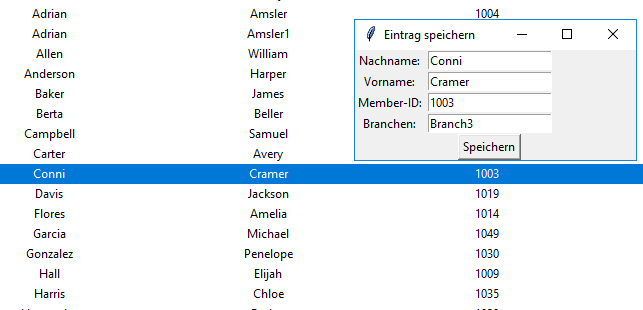 Adrian Amsler 1004
Adrian Amsler1
Allen William
Anderson Harper
Baker James
Berta Beller
Campbell Samuel
Carter Avery
Conni Cramer 1003
Davis Jackson 1019
Flores Amelia 1014
Garcia Michael 1049
Gonzalez Penelope 1030
Hall Elijah 1009
Harris Chloe 1035
Eintrag speichern
Nachname: Conni
Vorname: Cramer
Member-ID: 1003
Branchen: Branch3
Speichern